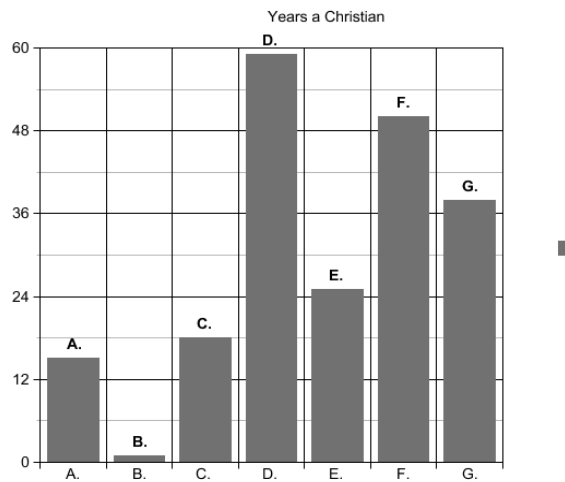 Years a Christian
60
48
36
24
12
0
A.
B.
C.
D.
E.
F.
G.
A.
B.
C.
D.
E.
F.
G.